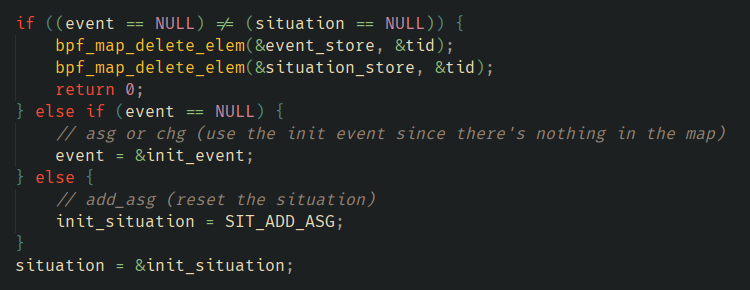 if ((event == NULL) != (situation == NULL)) {
    bpf_map_delete_elem(&event_store, &tid);
    bpf_map_delete_elem(&situation_store, &tid);
    return 0;
} else if (event == NULL) {
    // asg or chg (use the init event since there's nothing in the map)
    event = &init_event;
} else {
    // add_asg (reset the situation)
    init_situation = SIT_ADD_ASG;
}
situation = &init_situation;